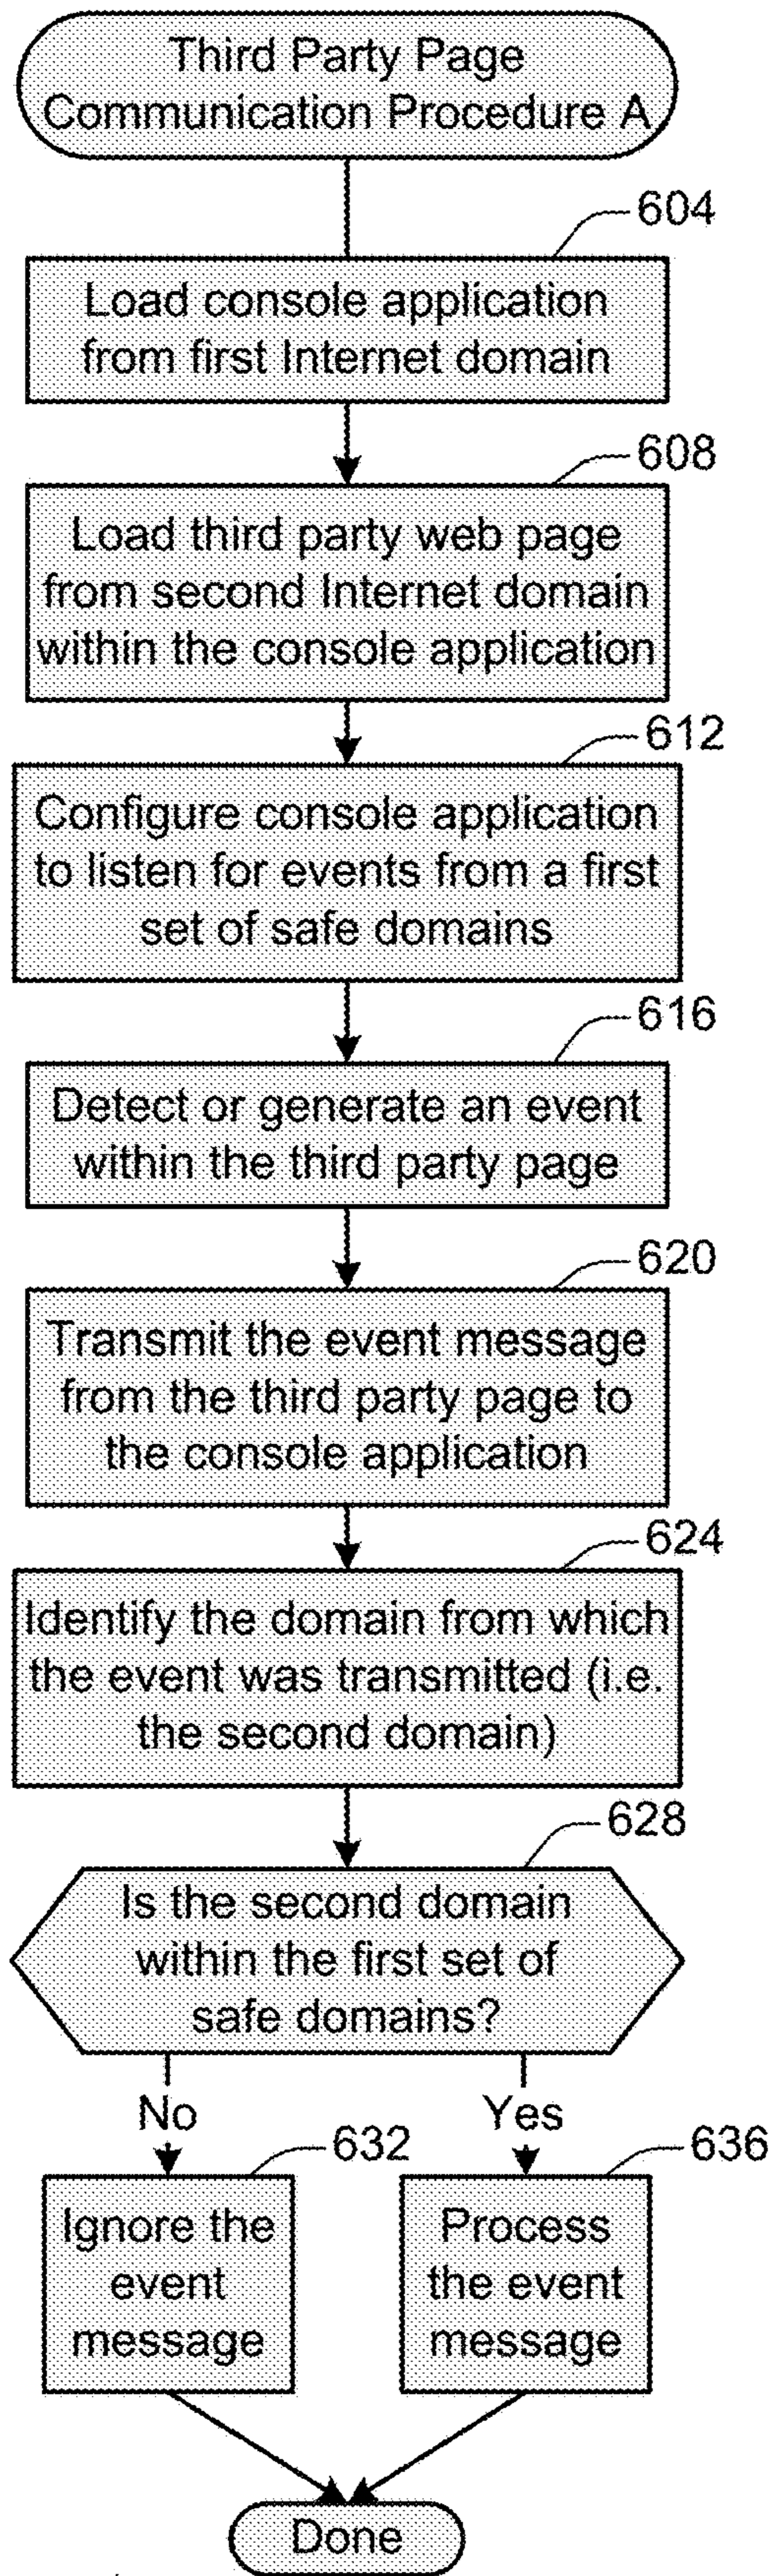 Third Party Page
Communication Procedure A
604
Load console application
from first Internet domain
608
Load third party web page
from second Internet domain
within the console application
612
Configure console application
to listen for events from a first
set of safe domains
616
Detect or generate an event
within the third party page
620
Transmit the event message
from the third party page to
the console application
624
Identify the domain from which
the event was transmitted (i.e.
the second domain)
628
Is the second domain
within the first set of
safe domains?
No
Yes
632
636
Ignore the
event
message
Process
the event
message
Done